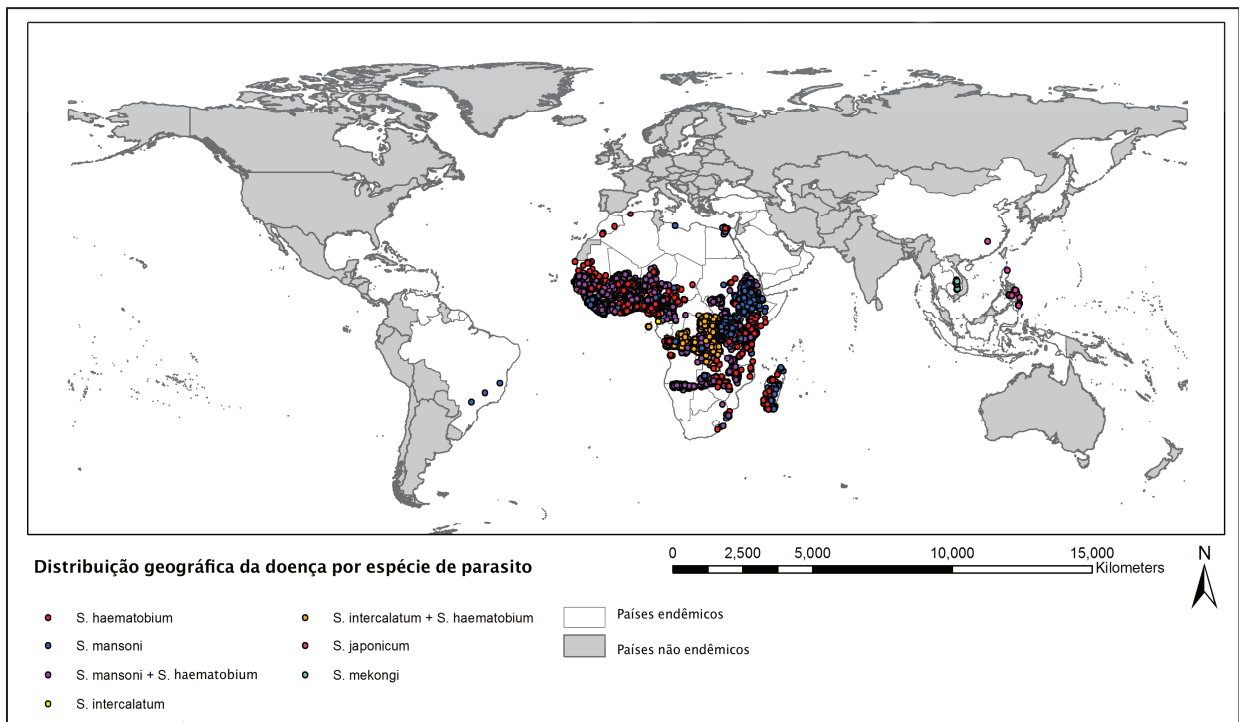 Distribuição geográfica da doença por espécie de parasito
0 2,500 5,000 10,000 15,000
Kilometers
N
S. haematobium
S. mansoni
S. mansoni + S. haematobium
S. intercalatum
S. intercalatum + S. haematobium
S. japonicum
S. mekongi
Países endêmicos
Países não endêmicos